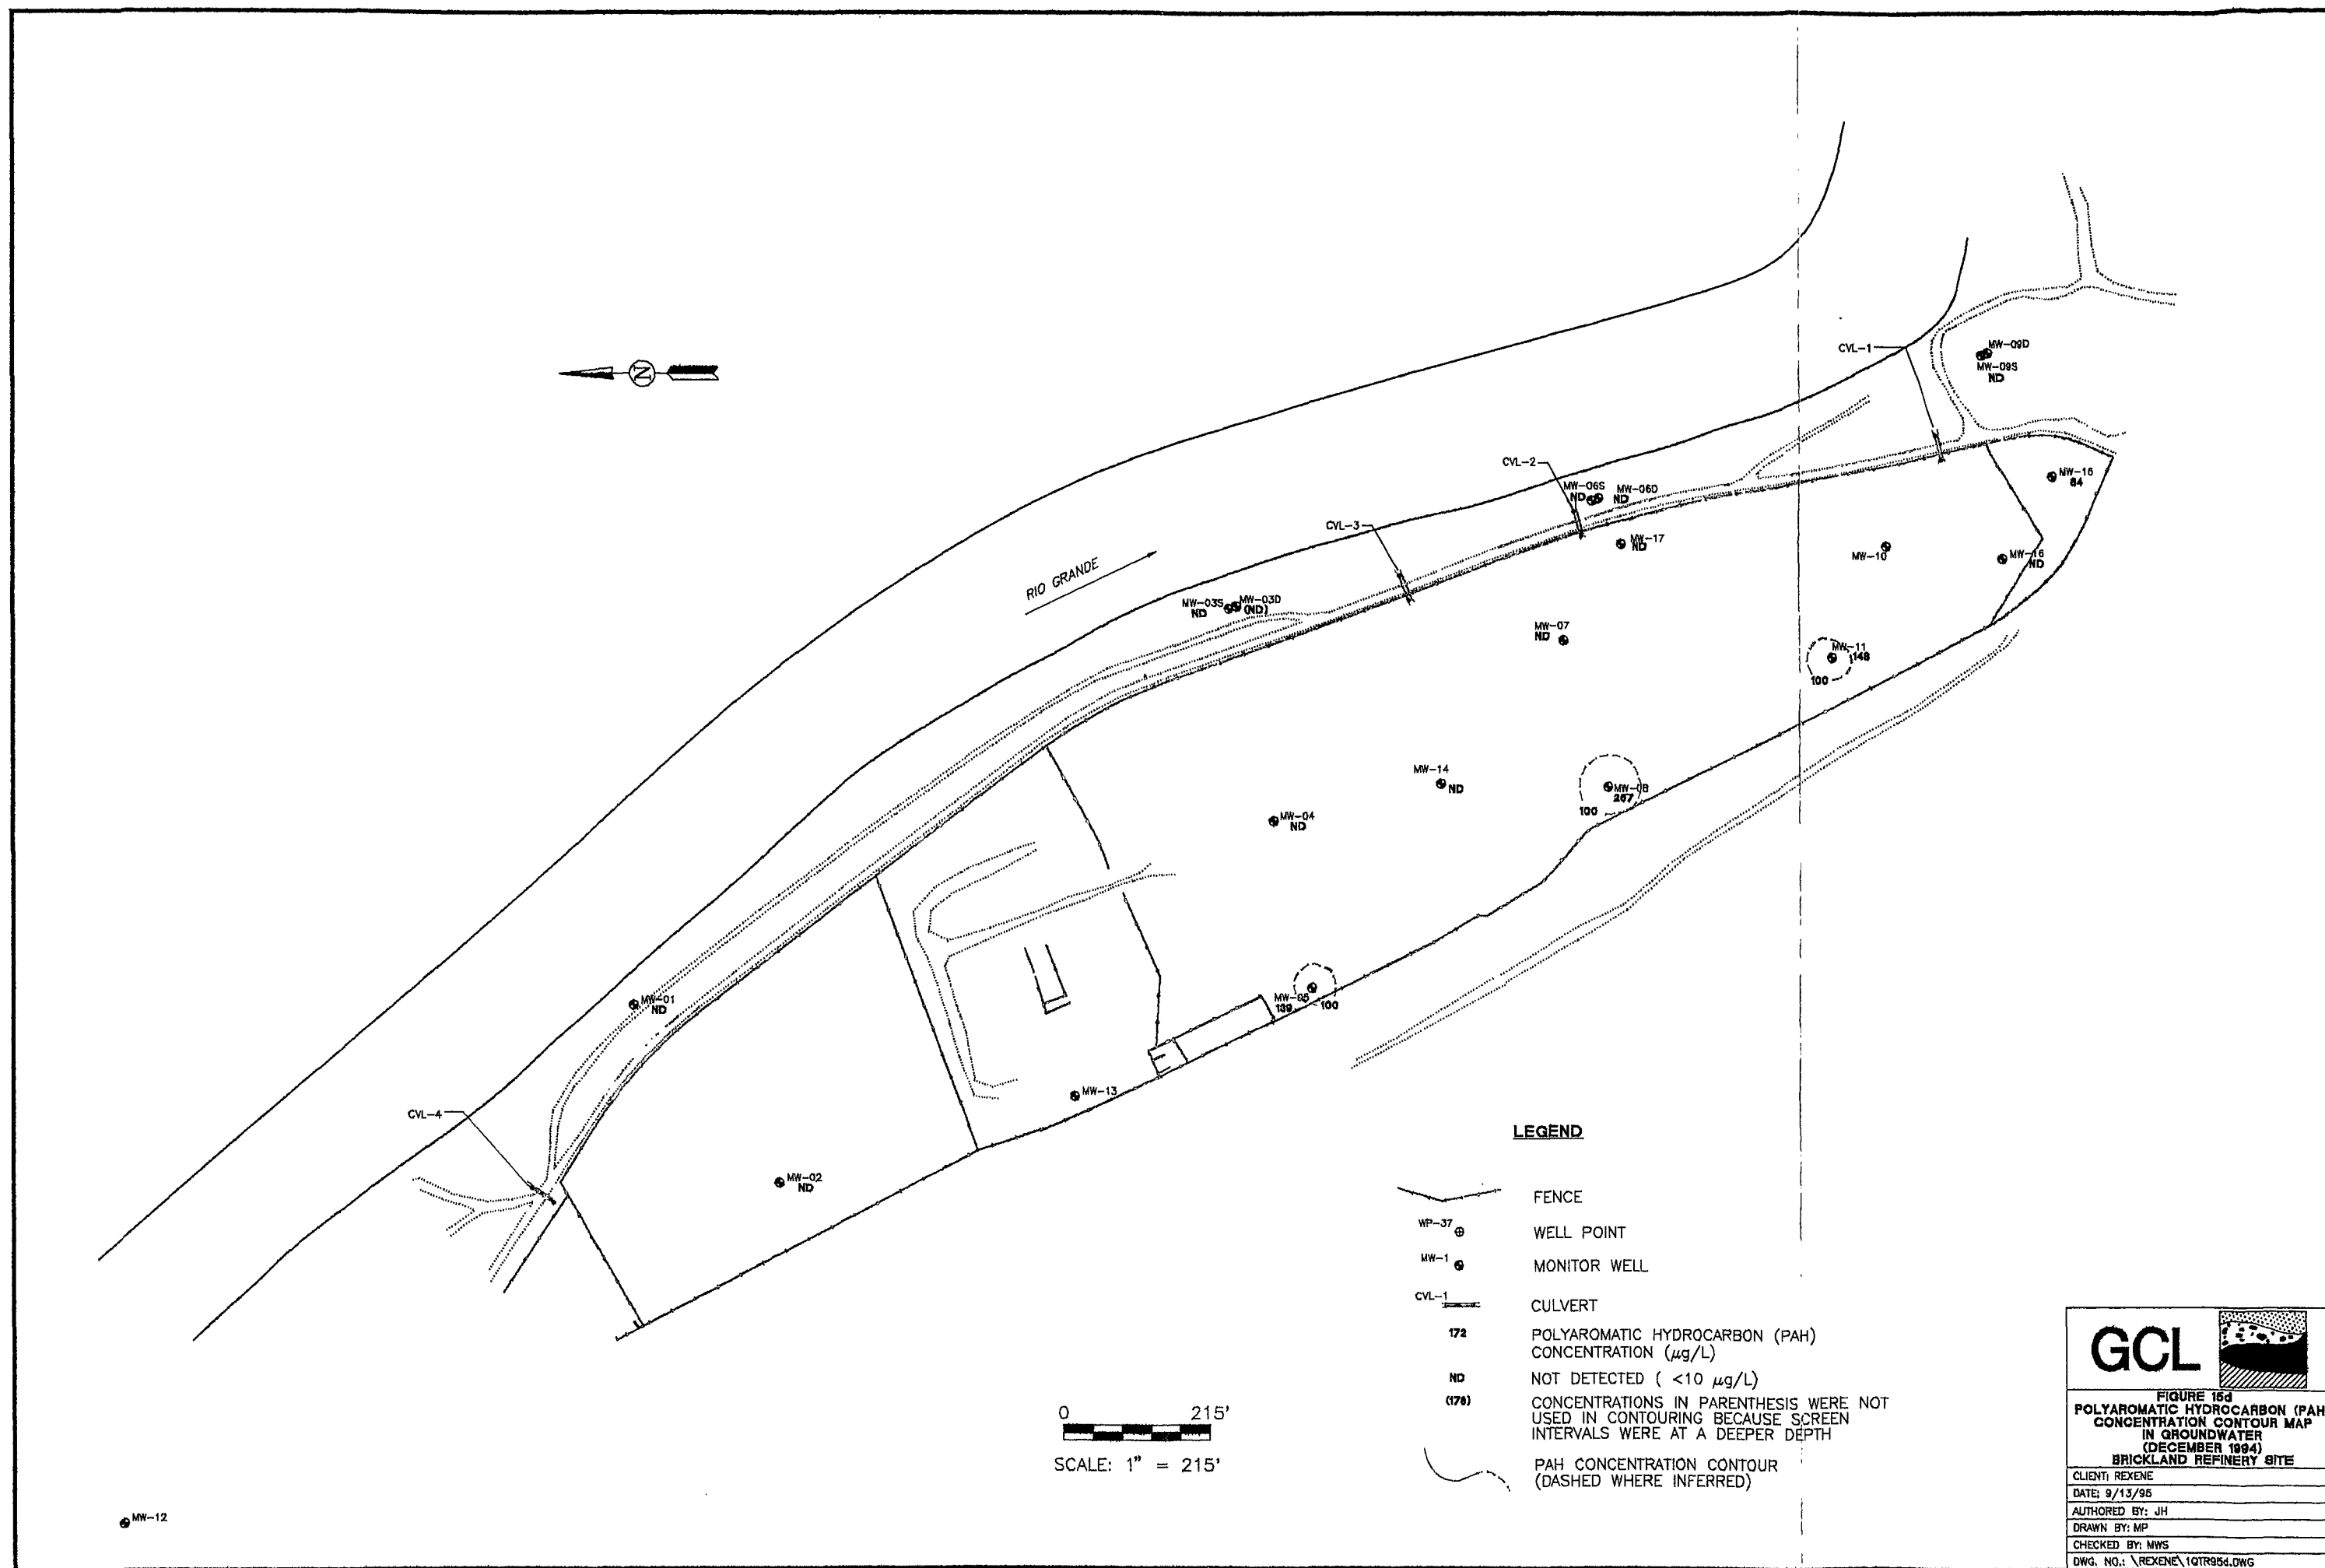 CVL-1
MW-09D
MW-09S
ND
CVL-2
MW-06S
ND
MW-06D
ND
MW-15
84
CVL-3
MW-17
ND
MW-10
MW-16
ND
RIO GRANDE
N
MW-03S
ND
MW-03D
(ND)
MW-07
ND
MW-11
148
100
MW-14
ND
MW-08
267
100
MW-04
ND
MW-05
139
100
MW-01
ND
MW-13
CVL-4
MW-02
ND
MW-12
LEGEND
FENCE
WP-37
WELL POINT
MW-1
MONITOR WELL
CVL-1
CULVERT
172
POLYAROMATIC HYDROCARBON (PAH)
CONCENTRATION (µg/L)
ND
NOT DETECTED ( <10 µg/L)
(178)
CONCENTRATIONS IN PARENTHESIS WERE NOT
USED IN CONTOURING BECAUSE SCREEN
INTERVALS WERE AT A DEEPER DEPTH
PAH CONCENTRATION CONTOUR
(DASHED WHERE INFERRED)
0 215'
SCALE: 1" = 215'
GCL
FIGURE 15d
POLYAROMATIC HYDROCARBON (PAH
CONCENTRATION CONTOUR MAP
IN GROUNDWATER
(DECEMBER 1994)
BRICKLAND REFINERY SITE
CLIENT: REXENE
DATE: 9/13/95
AUTHORED BY: JH
DRAWN BY: MP
CHECKED BY: MWS
DWG. NO.: \REXENE\1QTR95d.DWG